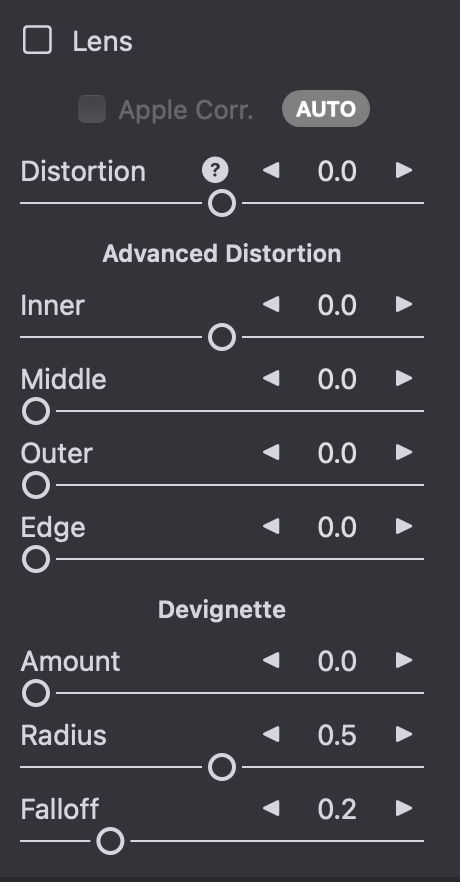 Lens
Apple Corr. AUTO
Distortion ? 0.0
Advanced Distortion
Inner 0.0
Middle 0.0
Outer 0.0
Edge 0.0
Devignette
Amount 0.0
Radius 0.5
Falloff 0.2